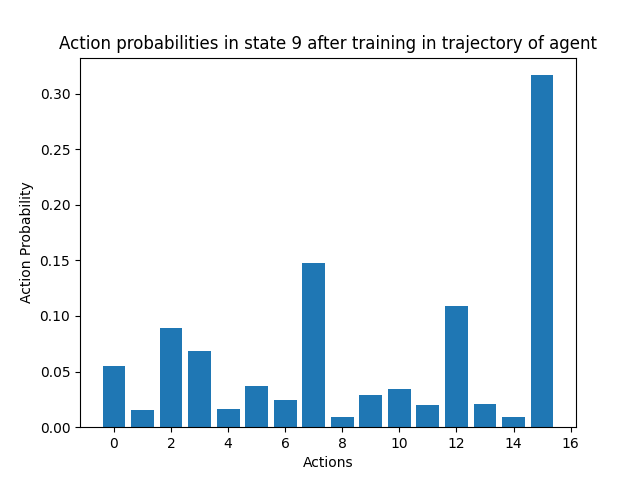 Action probabilities in state 9 after training in trajectory of agent
0.30
0.25
0.20
0.15
0.10
0.05
0.00
Action Probability
0 2 4 6 8 10 12 14 16
Actions